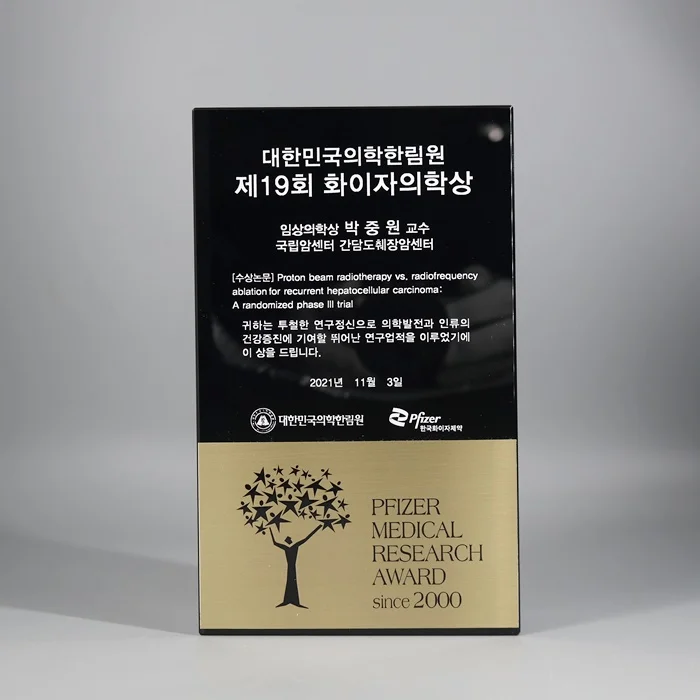 대한민국의학한림원
제19회 화이자의학상
임상의학상 박중원 교수
국립암센터 간담도췌장암센터
[수상논문] Proton beam radiotherapy vs. radiofrequency
ablation for recurrent hepatocellular carcinoma:
A randomized phase III trial
귀하는 투철한 연구정신으로 의학발전과 인류의
건강증진에 기여할 뛰어난 연구업적을 이루었기에
이 상을 드립니다.
2021년 11월 3일
대한민국의학한림원
Pfizer
한국화이자제약
PFIZER
MEDICAL
RESEARCH
AWARD
since 2000